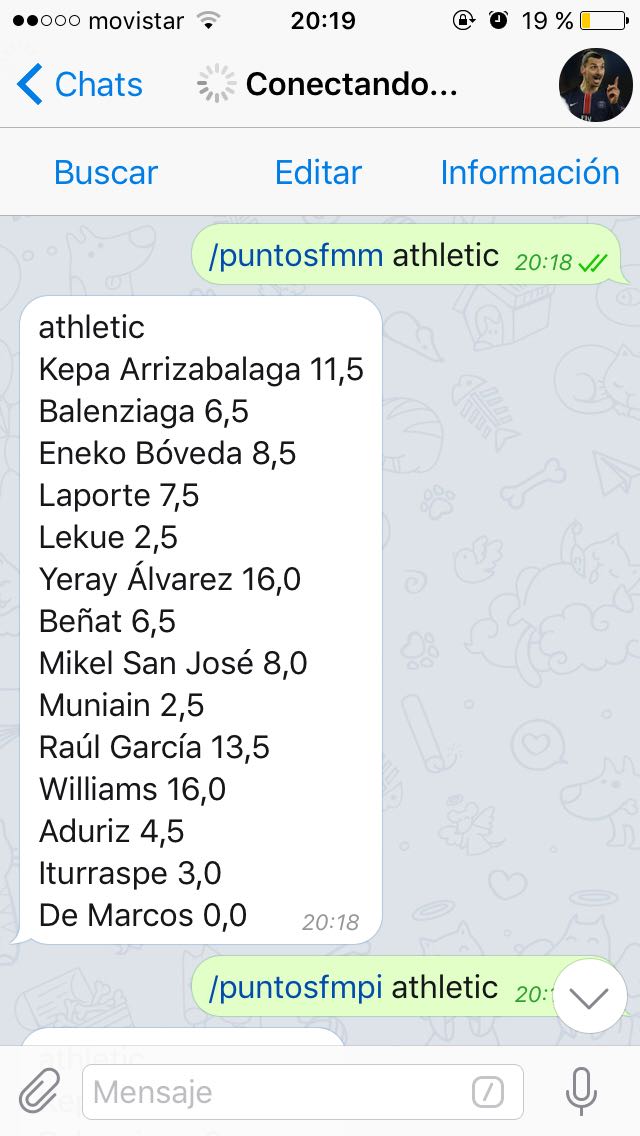 movistar 20:19 19 %
Chats Conectando...
Buscar Editar Información
/puntosfmm athletic 20:18
athletic
Kepa Arrizabalaga 11,5
Balenziaga 6,5
Eneko Bóveda 8,5
Laporte 7,5
Lekue 2,5
Yeray Álvarez 16,0
Beñat 6,5
Mikel San José 8,0
Muniain 2,5
Raúl García 13,5
Williams 16,0
Aduriz 4,5
Iturraspe 3,0
De Marcos 0,0 20:18
/puntosfmpi athletic
athletic
Mensaje /